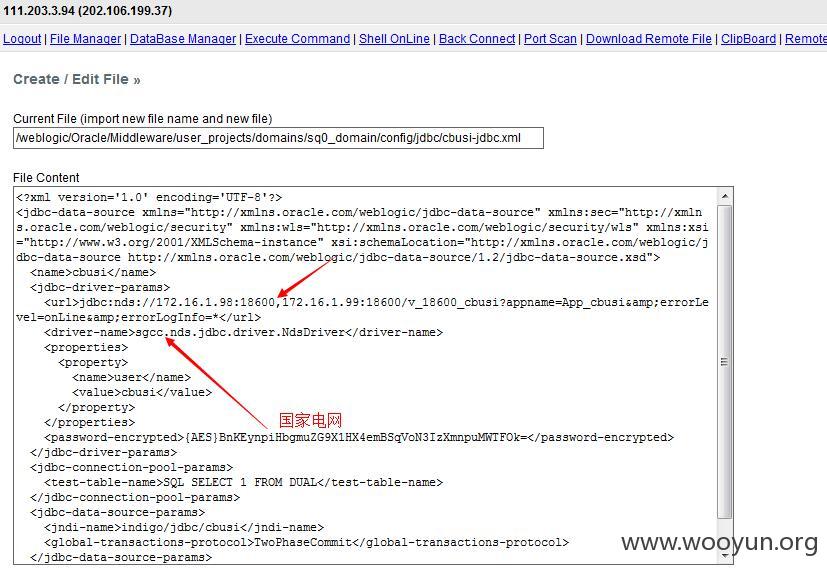 111.203.3.94 (202.106.199.37)
Logout | File Manager | DataBase Manager | Execute Command | Shell OnLine | Back Connect | Port Scan | Download Remote File | ClipBoard | Remote
Create / Edit File »
Current File (import new file name and new file)
/weblogic/Oracle/Middleware/user_projects/domains/sq0_domain/config/jdbc/cbusi-jdbc.xml
File Content
<?xml version='1.0' encoding='UTF-8'?>
<jdbc-data-source xmlns="http://xmlns.oracle.com/weblogic/jdbc-data-source" xmlns:sec="http://xmln
s.oracle.com/weblogic/security" xmlns:wls="http://xmlns.oracle.com/weblogic/security/wls" xmlns:xsi
="http://www.w3.org/2001/XMLSchema-instance" xsi:schemaLocation="http://xmlns.oracle.com/weblogic/j
dbc-data-source http://xmlns.oracle.com/weblogic/jdbc-data-source/1.2/jdbc-data-source.xsd">
<name>cbusi</name>
<jdbc-driver-params>
<url>jdbc:nds://172.16.1.98:18600,172.16.1.99:18600/v_18600_cbusi?appname=App_cbusi&amp;errorLe
vel=onLine&amp;errorLogInfo=*</url>
<driver-name>sgcc.nds.jdbc.driver.NdsDriver</driver-name>
<properties>
<property>
<name>user</name>
<value>cbusi</value>
</property>
国家电网
</properties>
<password-encrypted>{AES}BnKEynpiHbgmuZG9X1HX4emBSqVoN3IzXmnpuMWTFOk=</password-encrypted>
</jdbc-driver-params>
<jdbc-connection-pool-params>
<test-table-name>SQL SELECT 1 FROM DUAL</test-table-name>
</jdbc-connection-pool-params>
<jdbc-data-source-params>
<jndi-name>indigo/jdbc/cbusi</jndi-name>
<global-transactions-protocol>TwoPhaseCommit</global-transactions-protocol>
</jdbc-data-source-params>
www.wooyun.org